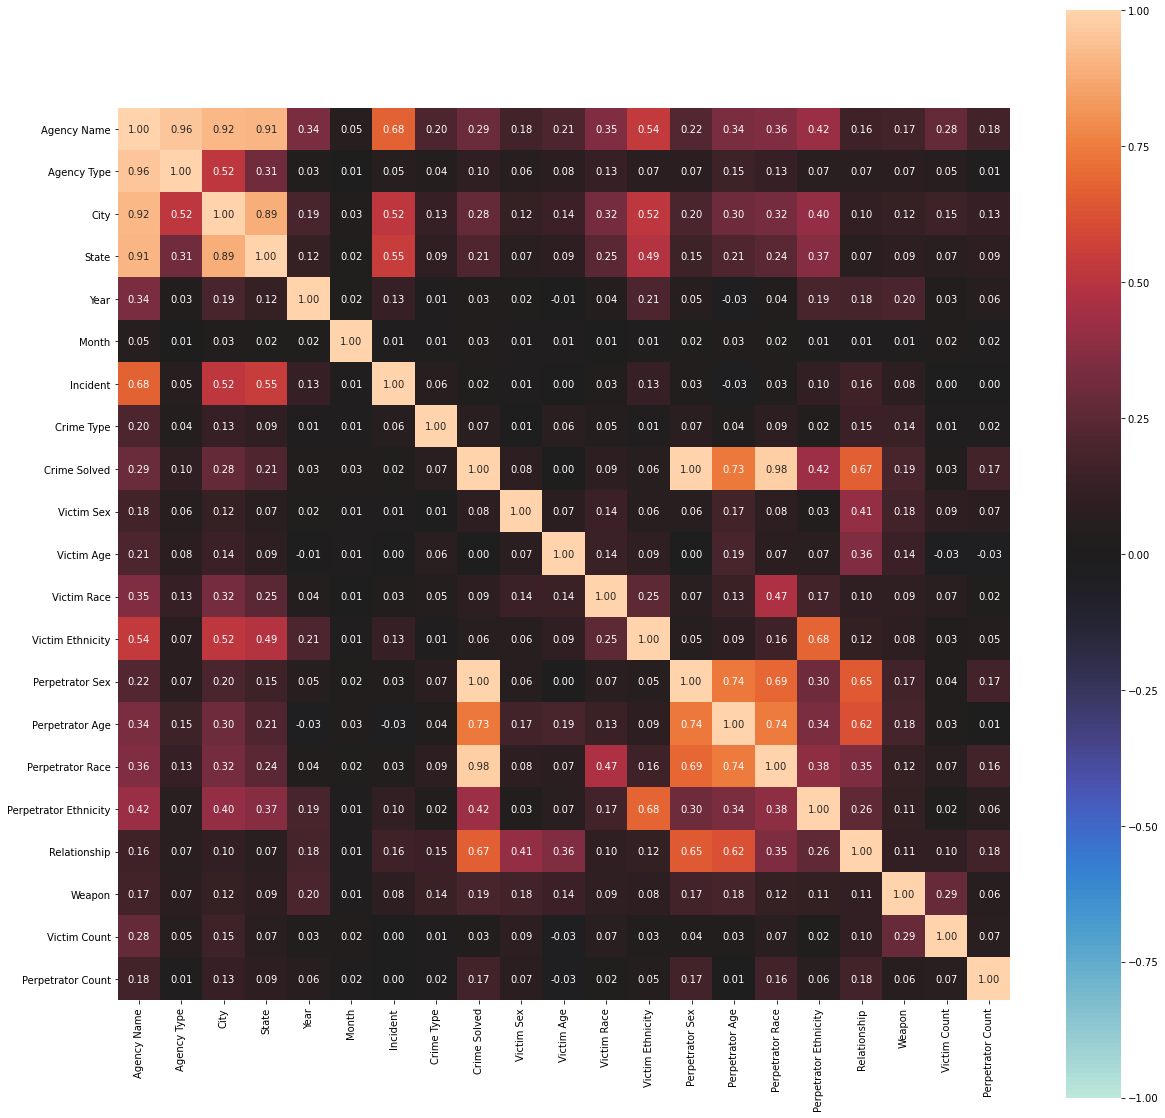 Agency Name 1.00 0.96 0.92 0.91 0.34 0.05 0.68 0.20 0.29 0.18 0.21 0.35 0.54 0.22 0.34 0.36 0.42 0.16 0.17 0.28 0.18
Agency Type 0.96 1.00 0.52 0.31 0.03 0.01 0.05 0.04 0.10 0.06 0.08 0.13 0.07 0.07 0.15 0.13 0.07 0.07 0.07 0.05 0.01
City 0.92 0.52 1.00 0.89 0.19 0.03 0.52 0.13 0.28 0.12 0.14 0.32 0.52 0.20 0.30 0.32 0.40 0.10 0.12 0.15 0.13
State 0.91 0.31 0.89 1.00 0.12 0.02 0.55 0.09 0.21 0.07 0.09 0.25 0.49 0.15 0.21 0.24 0.37 0.07 0.09 0.07 0.09
Year 0.34 0.03 0.19 0.12 1.00 0.02 0.13 0.01 0.03 0.02 -0.01 0.04 0.21 0.05 -0.03 0.04 0.19 0.18 0.20 0.03 0.06
Month 0.05 0.01 0.03 0.02 0.02 1.00 0.01 0.01 0.03 0.01 0.01 0.01 0.01 0.02 0.03 0.02 0.01 0.01 0.01 0.02 0.02
Incident 0.68 0.05 0.52 0.55 0.13 0.01 1.00 0.06 0.02 0.01 0.00 0.03 0.13 0.03 -0.03 0.03 0.10 0.16 0.08 0.00 0.00
Crime Type 0.20 0.04 0.13 0.09 0.01 0.01 0.06 1.00 0.07 0.01 0.06 0.05 0.01 0.07 0.04 0.09 0.02 0.15 0.14 0.01 0.02
Crime Solved 0.29 0.10 0.28 0.21 0.03 0.03 0.02 0.07 1.00 0.08 0.00 0.09 0.06 1.00 0.73 0.98 0.42 0.67 0.19 0.03 0.17
Victim Sex 0.18 0.06 0.12 0.07 0.02 0.01 0.01 0.01 0.08 1.00 0.07 0.14 0.06 0.06 0.17 0.08 0.03 0.41 0.18 0.09 0.07
Victim Age 0.21 0.08 0.14 0.09 -0.01 0.01 0.00 0.06 0.00 0.07 1.00 0.14 0.09 0.00 0.19 0.07 0.07 0.36 0.14 -0.03 -0.03
Victim Race 0.35 0.13 0.32 0.25 0.04 0.01 0.03 0.05 0.09 0.14 0.14 1.00 0.25 0.07 0.13 0.47 0.17 0.10 0.09 0.07 0.02
Victim Ethnicity 0.54 0.07 0.52 0.49 0.21 0.01 0.13 0.01 0.06 0.06 0.09 0.25 1.00 0.05 0.09 0.16 0.68 0.12 0.08 0.03 0.05
Perpetrator Sex 0.22 0.07 0.20 0.15 0.05 0.02 0.03 0.07 1.00 0.06 0.00 0.07 0.05 1.00 0.74 0.69 0.30 0.65 0.17 0.04 0.17
Perpetrator Age 0.34 0.15 0.30 0.21 -0.03 0.03 -0.03 0.04 0.73 0.17 0.19 0.13 0.09 0.74 1.00 0.74 0.34 0.62 0.18 0.03 0.01
Perpetrator Race 0.36 0.13 0.32 0.24 0.04 0.02 0.03 0.09 0.98 0.08 0.07 0.47 0.16 0.69 0.74 1.00 0.38 0.35 0.12 0.07 0.16
Perpetrator Ethnicity 0.42 0.07 0.40 0.37 0.19 0.01 0.10 0.02 0.42 0.03 0.07 0.17 0.68 0.30 0.34 0.38 1.00 0.26 0.11 0.02 0.06
Relationship 0.16 0.07 0.10 0.07 0.18 0.01 0.16 0.15 0.67 0.41 0.36 0.10 0.12 0.65 0.62 0.35 0.26 1.00 0.11 0.10 0.18
Weapon 0.17 0.07 0.12 0.09 0.20 0.01 0.08 0.14 0.19 0.18 0.14 0.09 0.08 0.17 0.18 0.12 0.11 0.11 1.00 0.29 0.06
Victim Count 0.28 0.05 0.15 0.07 0.03 0.02 0.00 0.01 0.03 0.09 -0.03 0.07 0.03 0.04 0.03 0.07 0.02 0.10 0.29 1.00 0.07
Perpetrator Count 0.18 0.01 0.13 0.09 0.06 0.02 0.00 0.02 0.17 0.07 -0.03 0.02 0.05 0.17 0.01 0.16 0.06 0.18 0.06 0.07 1.00
Agency Name
Agency Type
City
State
Year
Month
Incident
Crime Type
Crime Solved
Victim Sex
Victim Age
Victim Race
Victim Ethnicity
Perpetrator Sex
Perpetrator Age
Perpetrator Race
Perpetrator Ethnicity
Relationship
Weapon
Victim Count
Perpetrator Count
1.00
0.75
0.50
0.25
0.00
−0.25
−0.50
−0.75
−1.00